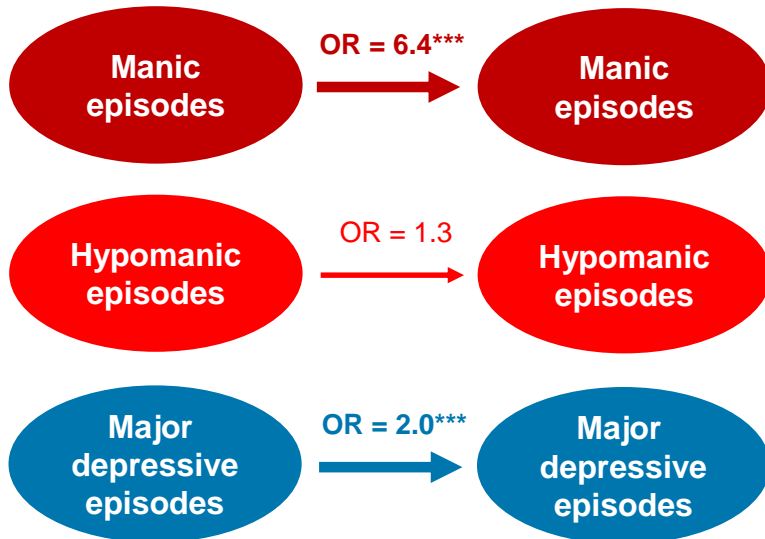 Manic
episodes
OR = 6.4***
Manic
episodes
Hypomanic
episodes
OR = 1.3
Hypomanic
episodes
Major
depressive
episodes
OR = 2.0***
Major
depressive
episodes